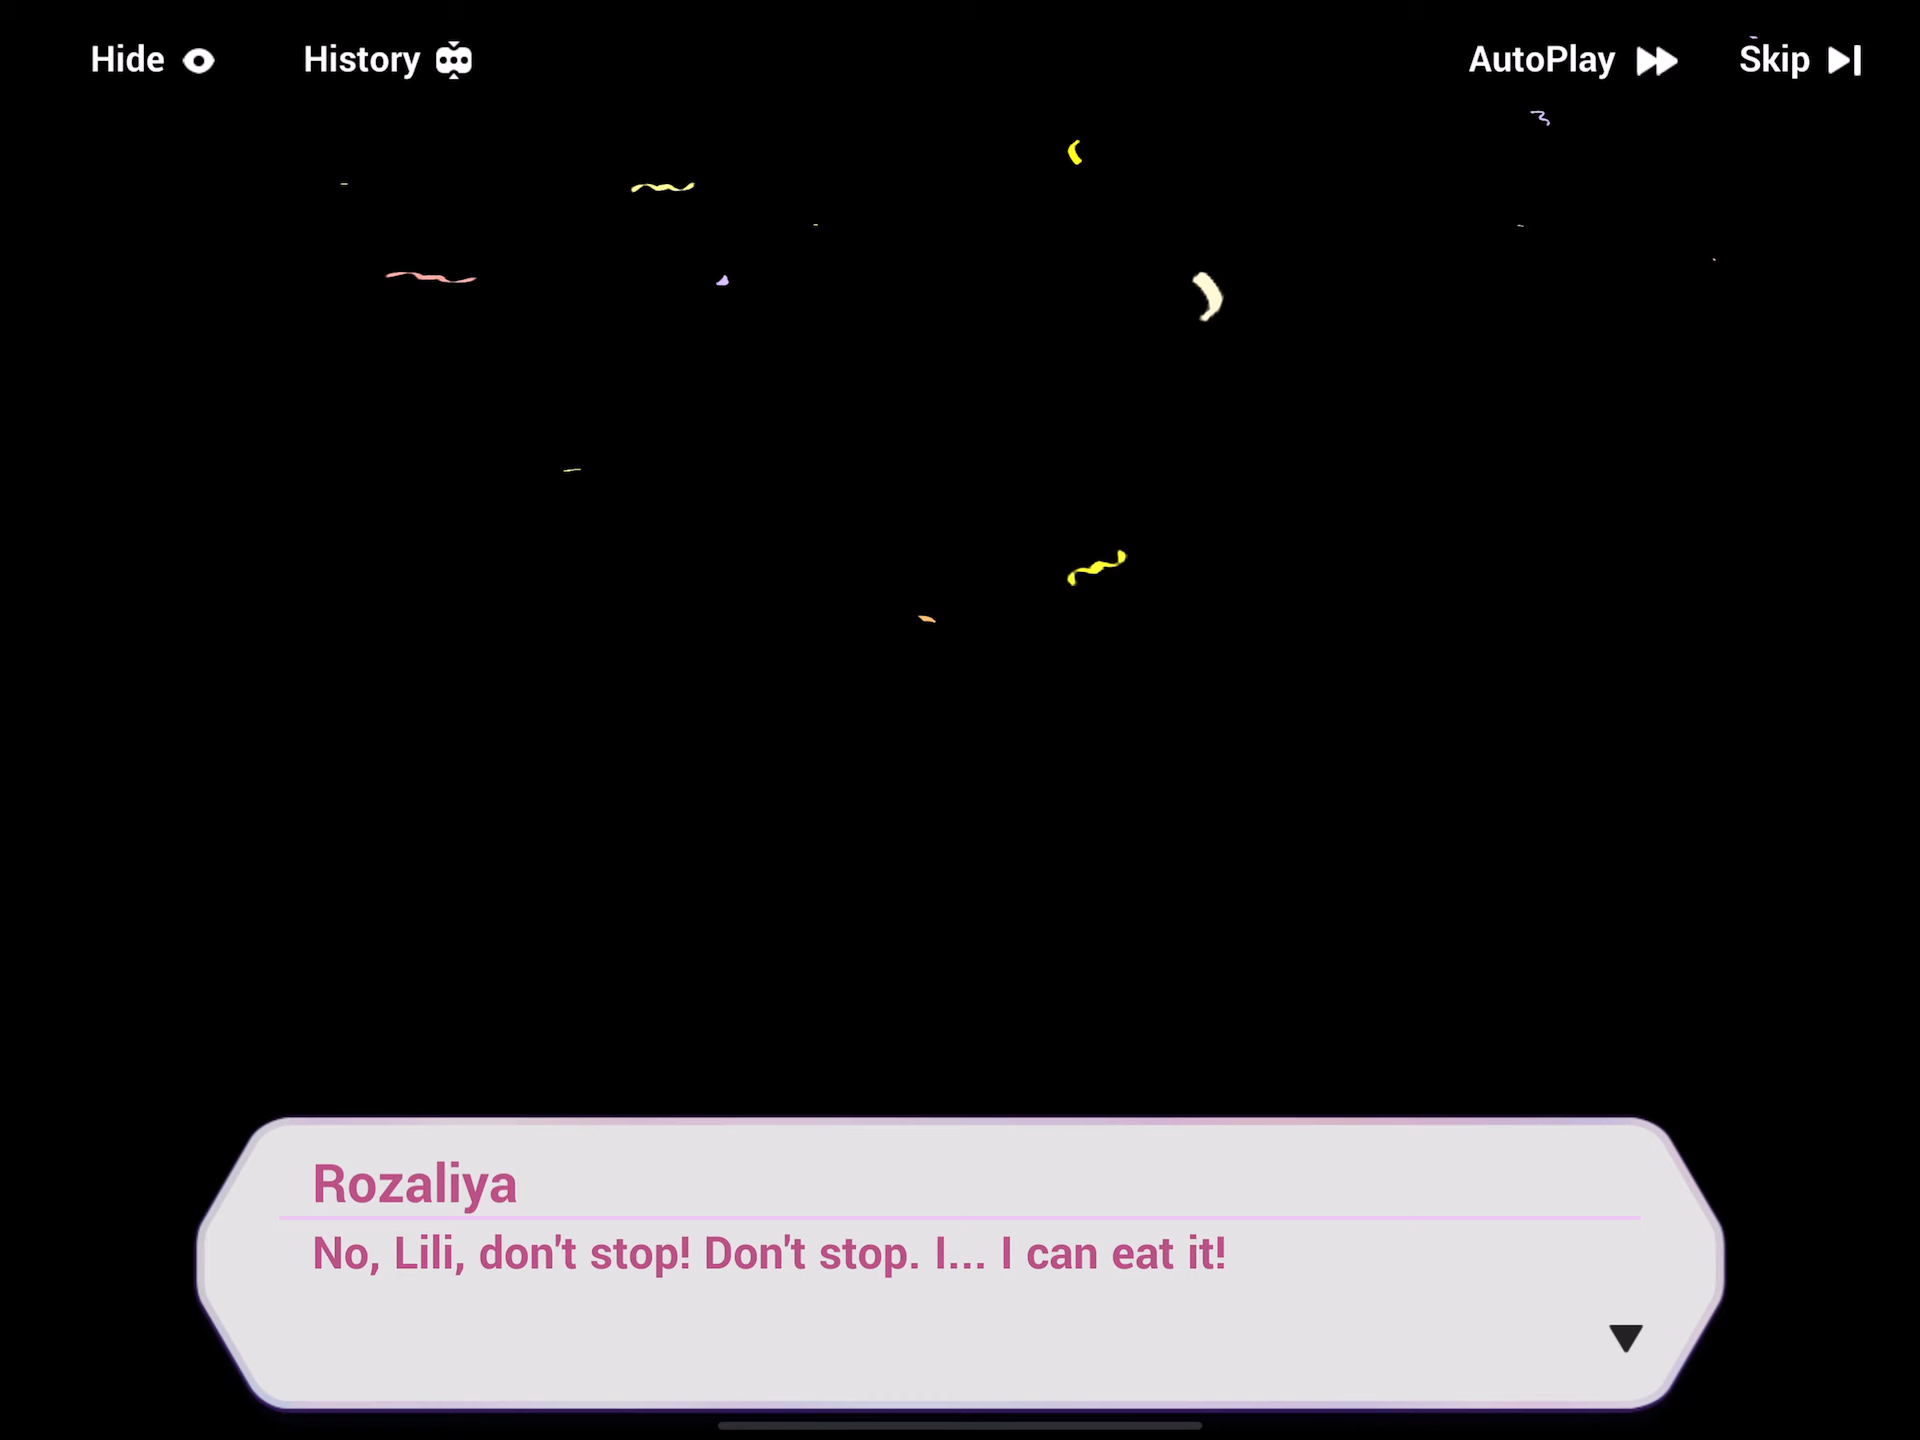 Hide
History
AutoPlay
Skip
Rozaliya
No, Lili, don't stop! Don't stop. I... I can eat it!